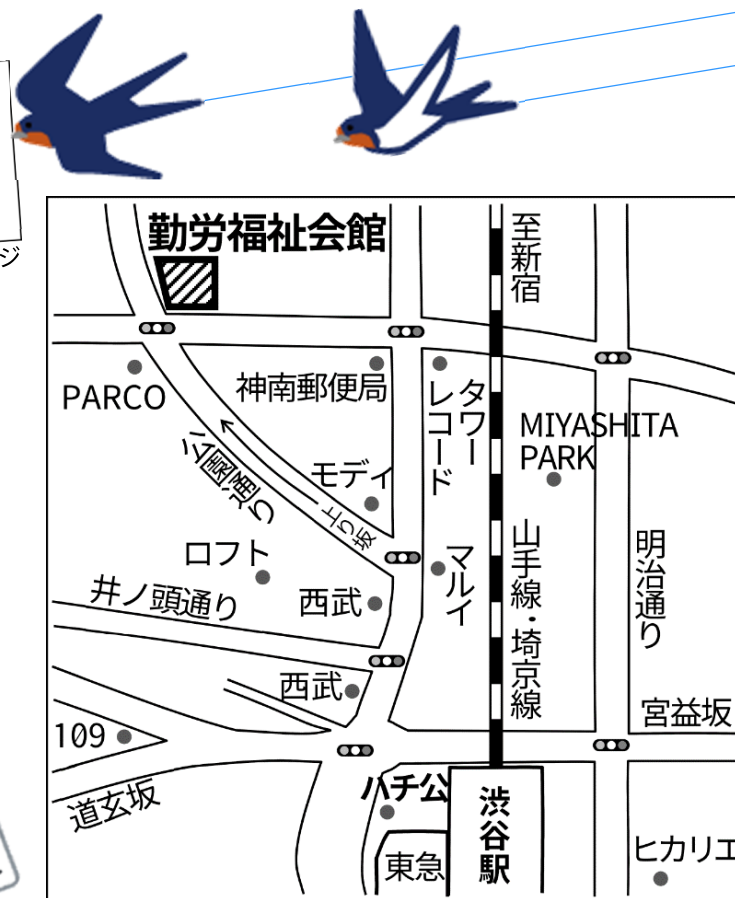 ジ
勤労福祉会館
至新宿
PARCO
神南郵便局
タワー
レコード
MIYASHITA
PARK
公園通り
モディ
上り坂
ロフト
マルイ
山手線・埼京線
明治通り
井ノ頭通り
西武
西武
宮益坂
109
道玄坂
ハチ公
渋谷駅
東急
ヒカリエ